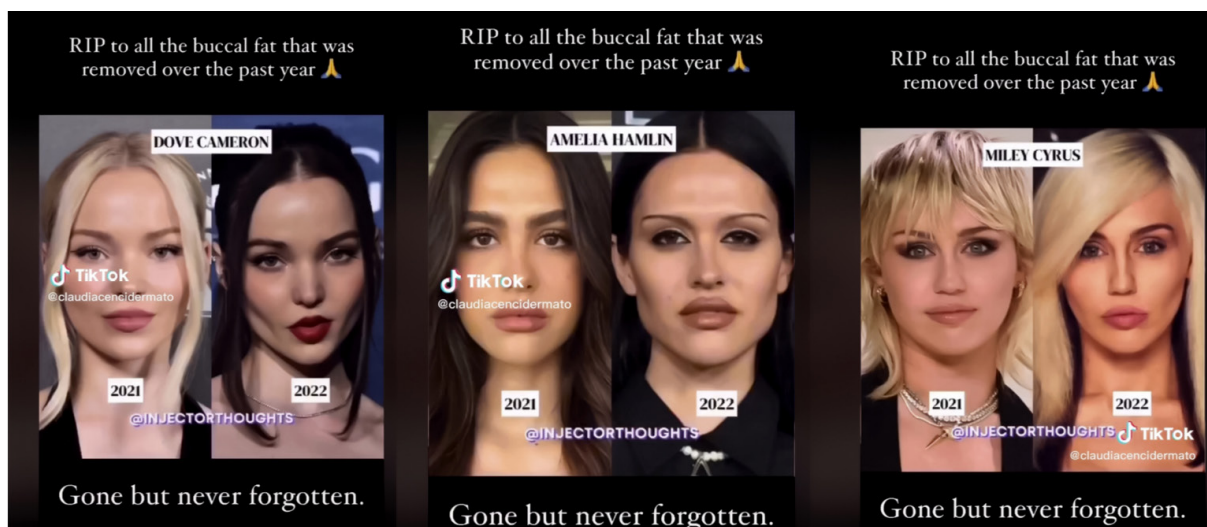 RIP to all the buccal fat that was
removed over the past year 🙏
DOVE CAMERON
TikTok
@claudiacencidermato
2021
2022
@INJECTORTHOUGHTS
Gone but never forgotten.
RIP to all the buccal fat that was
removed over the past year 🙏
AMELIA HAMLIN
TikTok
@claudiacencidermato
2021
2022
@INJECTORTHOUGHTS
Gone but never forgotten.
RIP to all the buccal fat that was
removed over the past year 🙏
MILEY CYRUS
2021
2022
@INJECTORTHOUGHTS
TikTok
@claudiacencidermato
Gone but never forgotten.